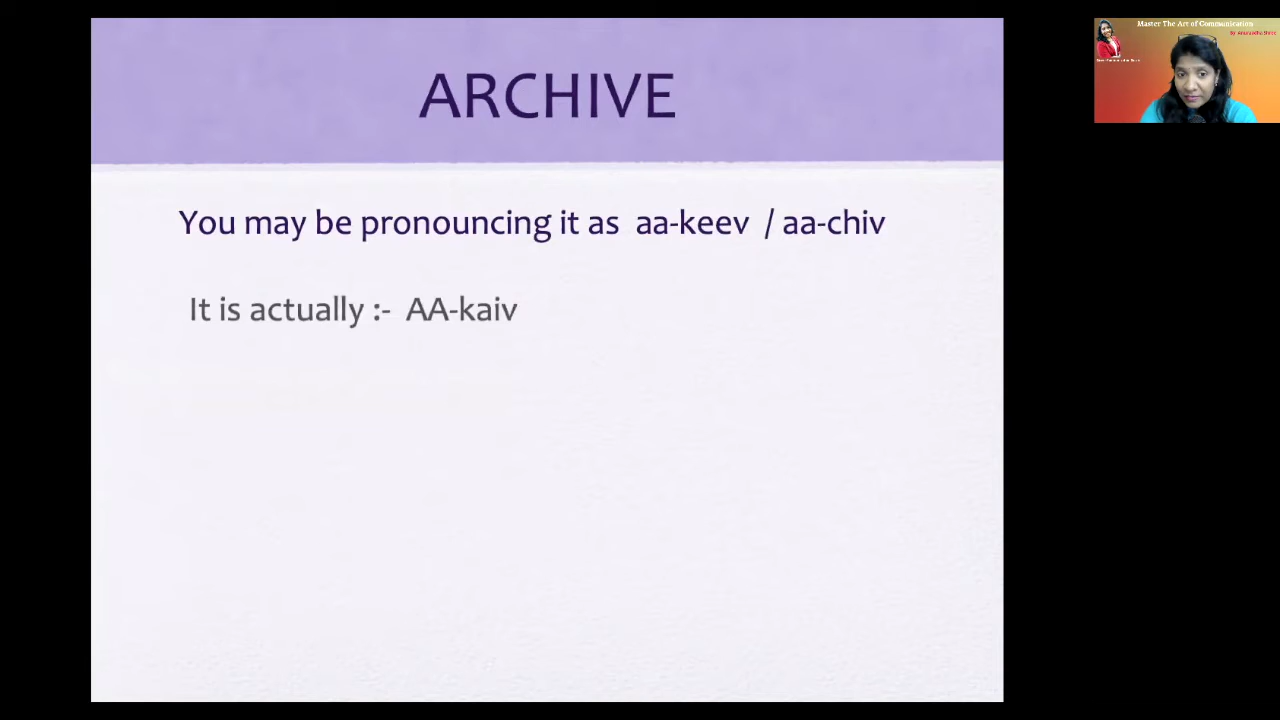 ARCHIVE
You may be pronouncing it as aa-keev / aa-chiv
It is actually :- AA-kaiv
Master The Art of Communication